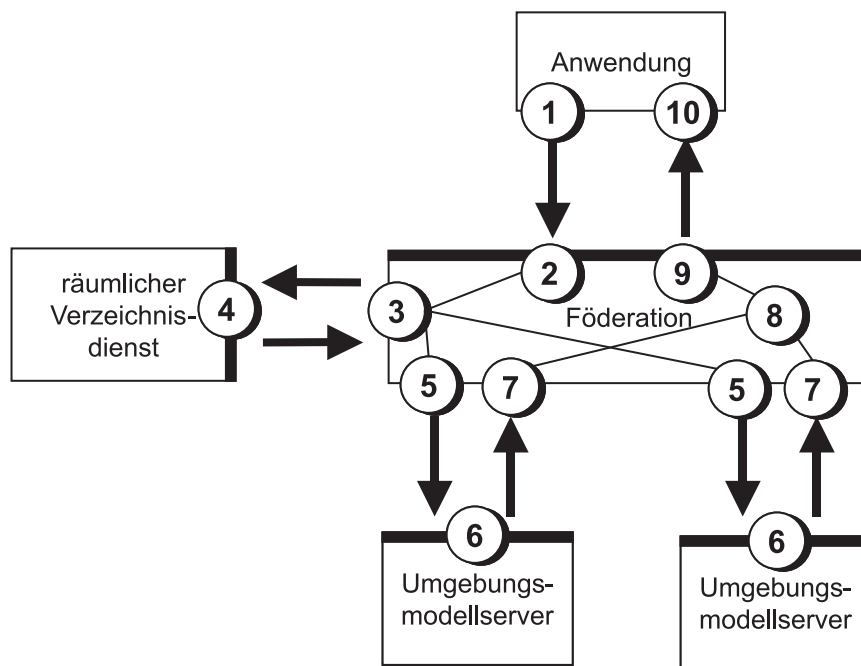 Anwendung
1
10
2
9
räumlicher
Verzeichnis-
dienst
4
3
Föderation
8
5
7
5
7
6
Umgebungs-
modellserver
6
Umgebungs-
modellserver